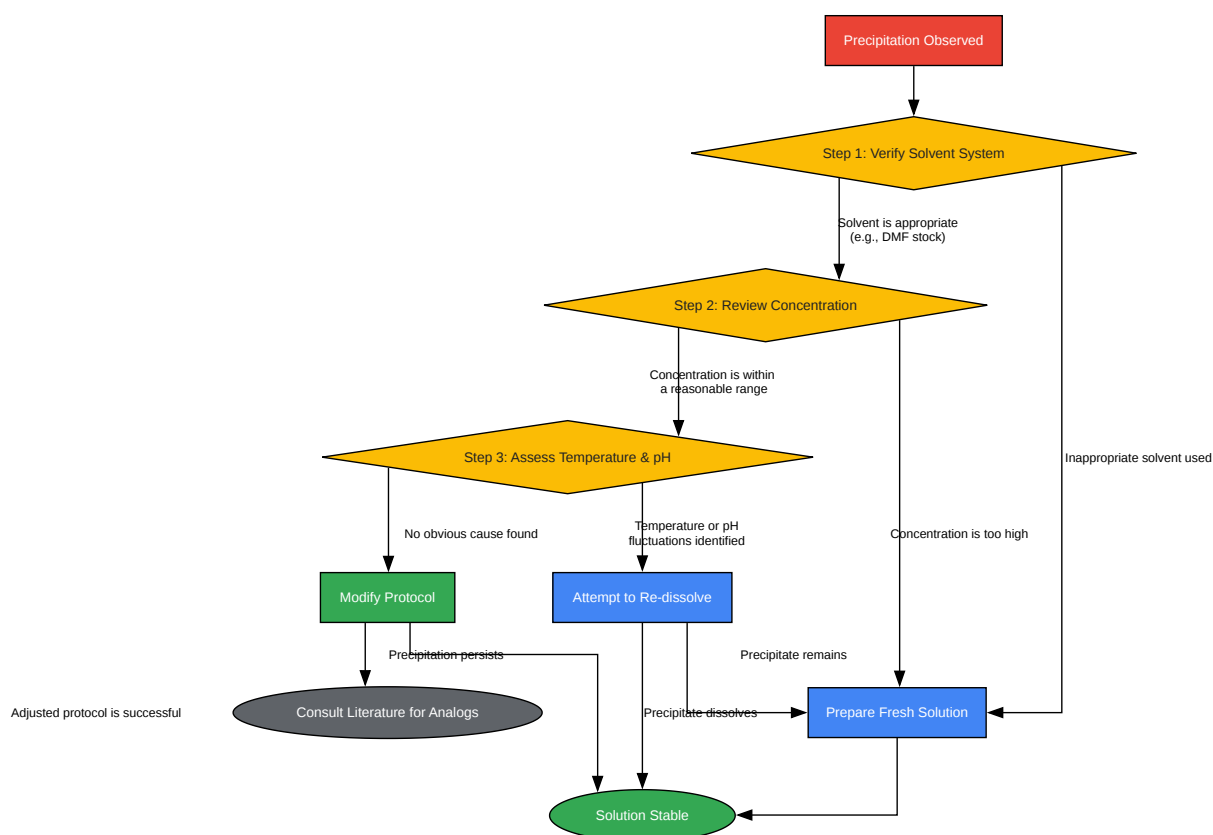 Precipitation Observed
Step 1: Verify Solvent System
Solvent is appropriate
(e.g., DMF stock)
Step 2: Review Concentration
Concentration is within
a reasonable range
Step 3: Assess Temperature & pH
Inappropriate solvent used
No obvious cause found
Temperature or pH
fluctuations identified
Concentration is too high
Modify Protocol
Attempt to Re-dissolve
Precipitation persists
Precipitate remains
Adjusted protocol is successful
Consult Literature for Analogs
Precipitate dissolves
Prepare Fresh Solution
Solution Stable